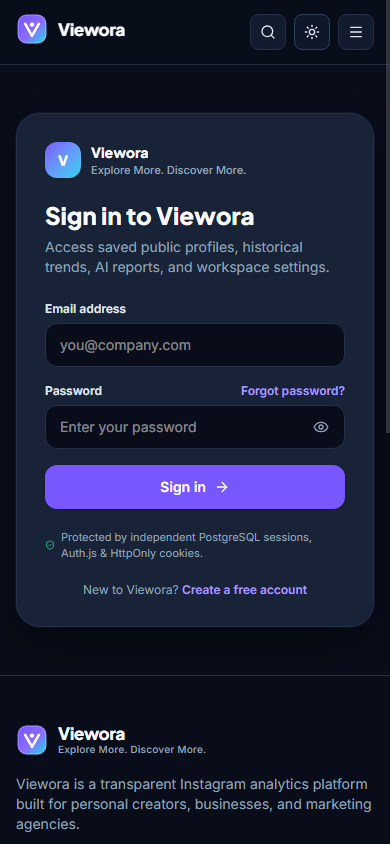 Viewora
V
Viewora
Explore More. Discover More.
Sign in to Viewora
Access saved public profiles, historical
trends, AI reports, and workspace settings.
Email address
you@company.com
Password Forgot password?
Enter your password
Sign in →
Protected by independent PostgreSQL sessions,
Auth.js & HttpOnly cookies.
New to Viewora? Create a free account
Viewora
Explore More. Discover More.
Viewora is a transparent Instagram analytics platform
built for personal creators, businesses, and marketing
agencies.